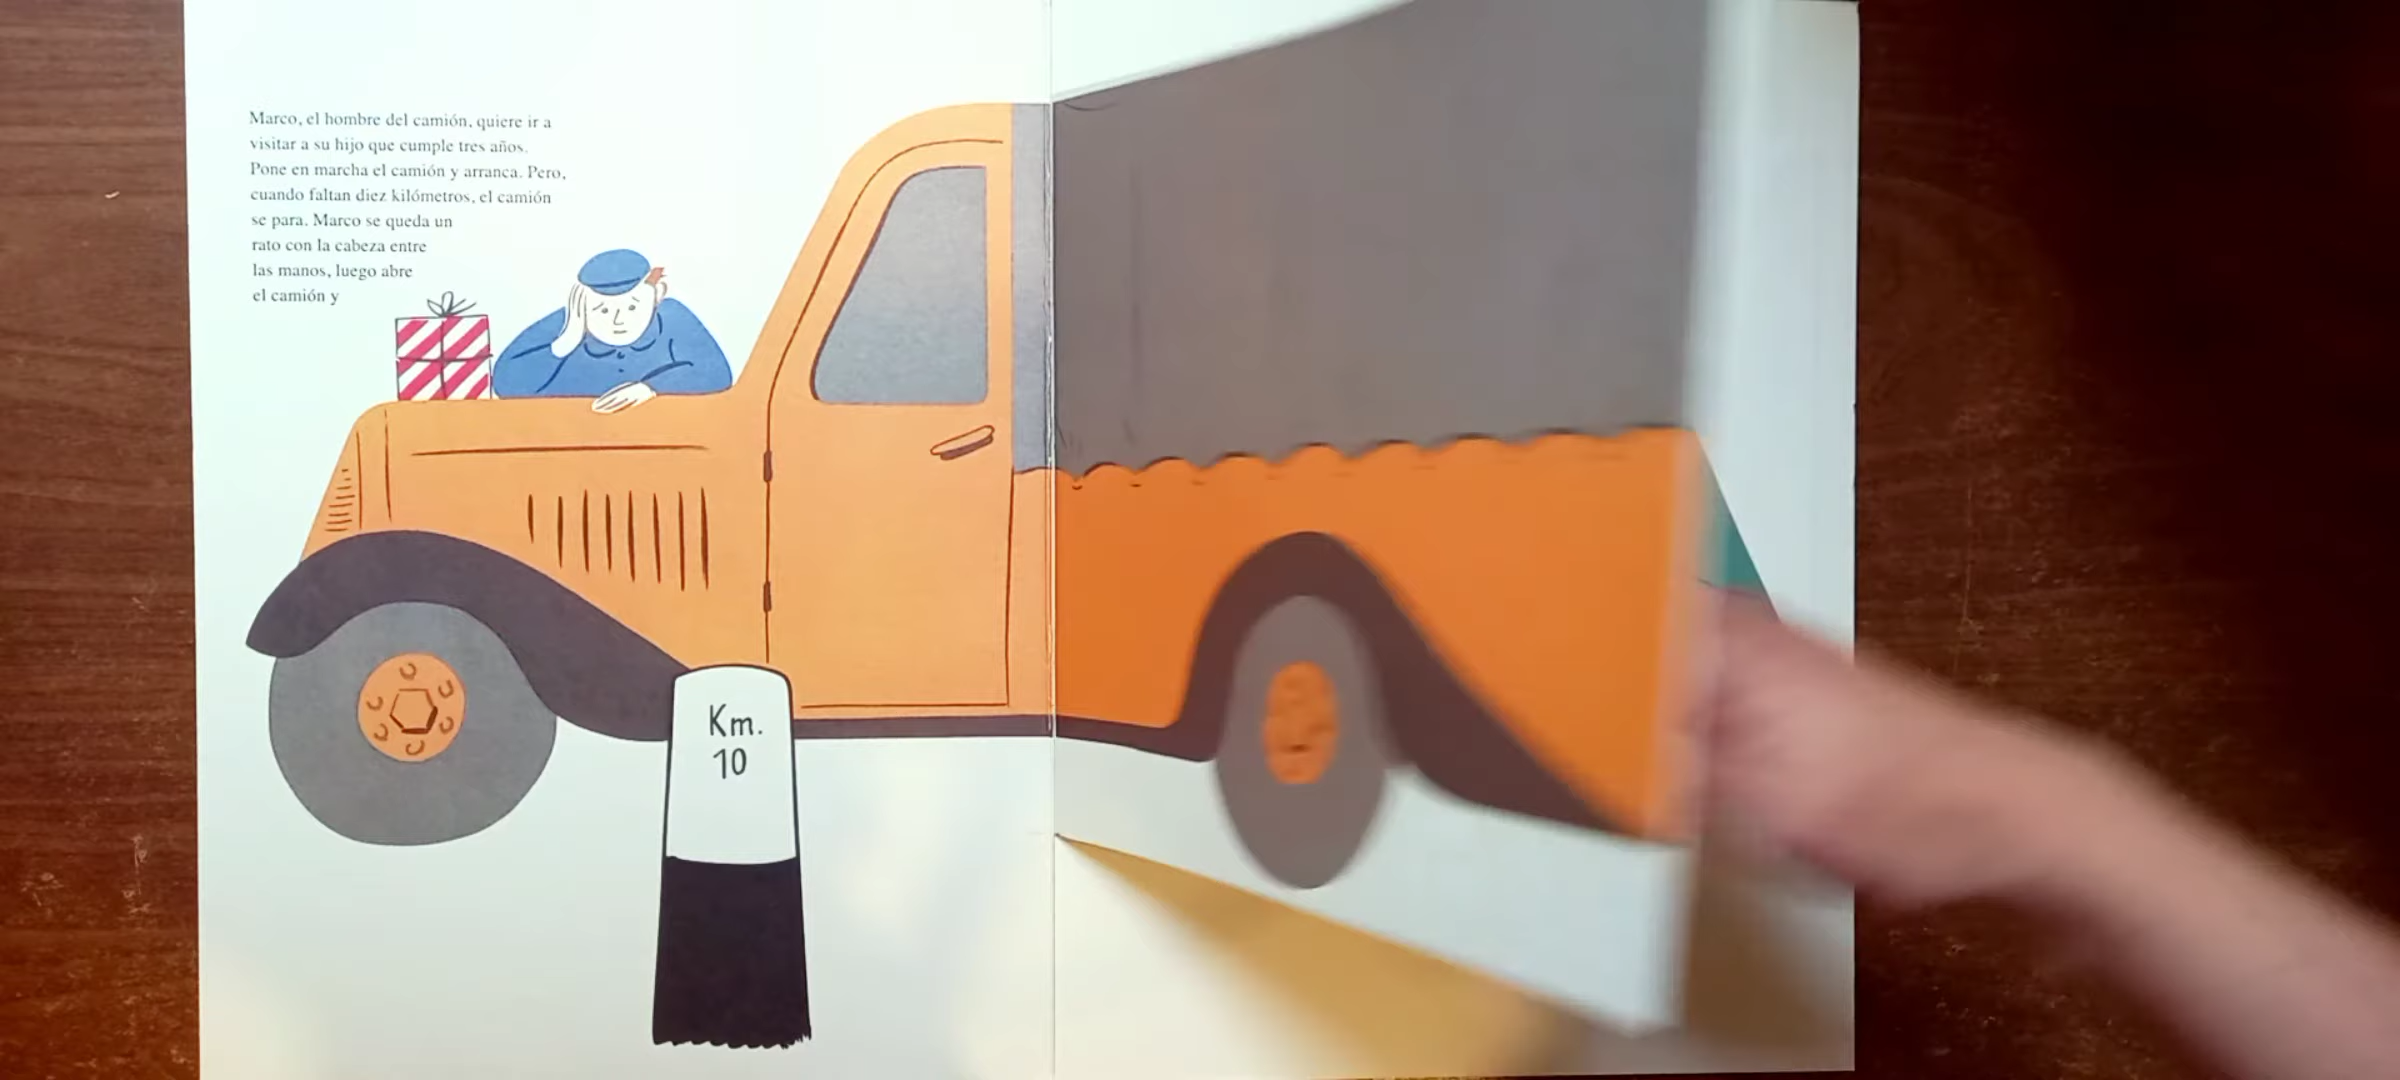 Marco, el hombre del camión, quiere ir a
visitar a su hijo que cumple tres años.
Pone en marcha el camión y arranca. Pero,
cuando faltan diez kilómetros, el camión
se para. Marco se queda un
rato con la cabeza entre
las manos, luego abre
el camión y
Km.
10